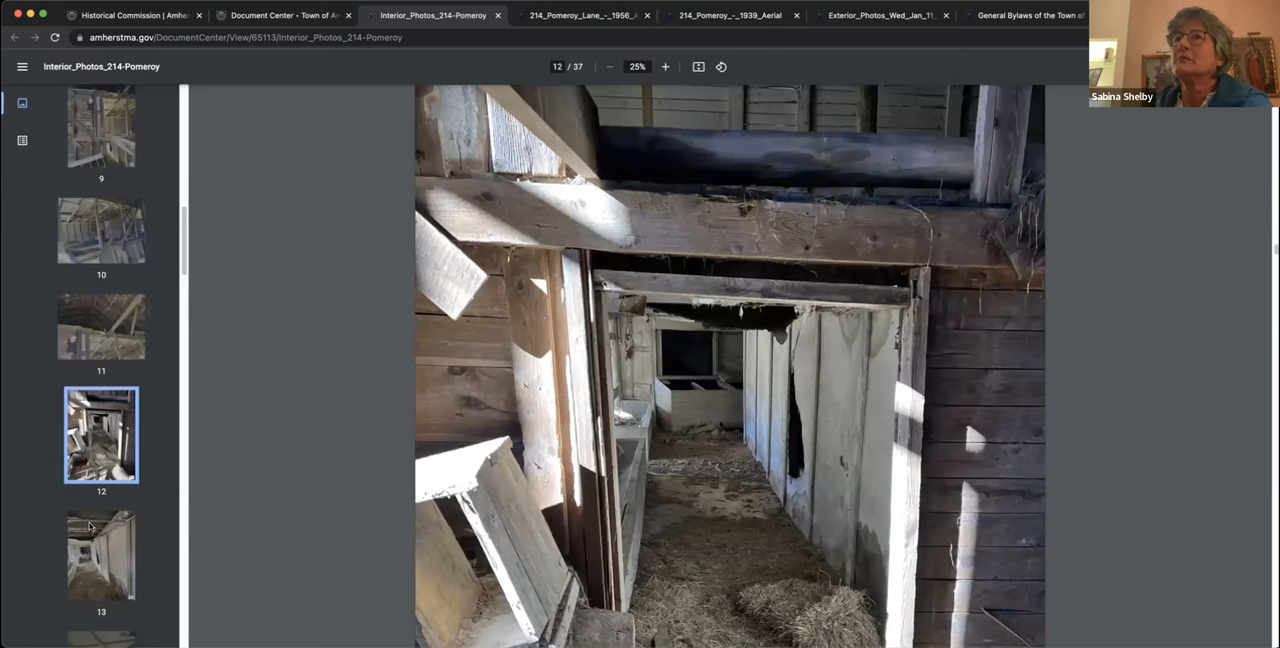 Historical Commission | Amher
Document Center • Town of A
Interior_Photos_214-Pomeroy
214_Pomeroy_Lane_-_1956_A
214_Pomeroy_-_1939_Aerial
Exterior_Photos_Wed_Jan_11_
General Bylaws of the Town of
amherstma.gov/DocumentCenter/View/65113/Interior_Photos_214-Pomeroy
Interior_Photos_214-Pomeroy
12 / 37
25%
Sabina Shelby
9
10
11
12
13